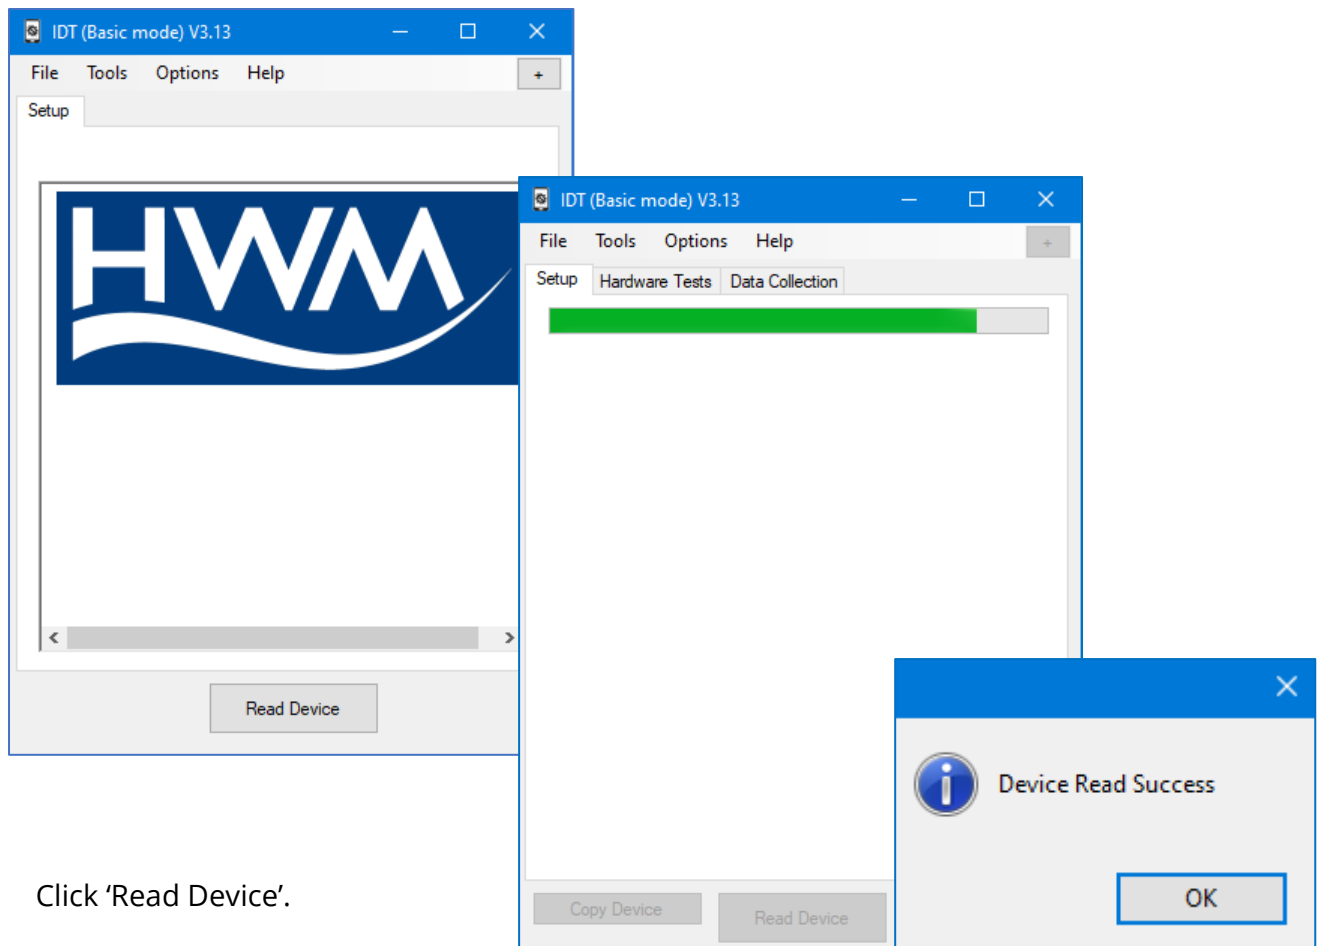 IDT (Basic mode) V3.13
File Tools Options Help +
Setup
HWM
Read Device
IDT (Basic mode) V3.13
File Tools Options Help +
Setup Hardware Tests Data Collection
Copy Device Read Device
Device Read Success
OK
Click ‘Read Device’.